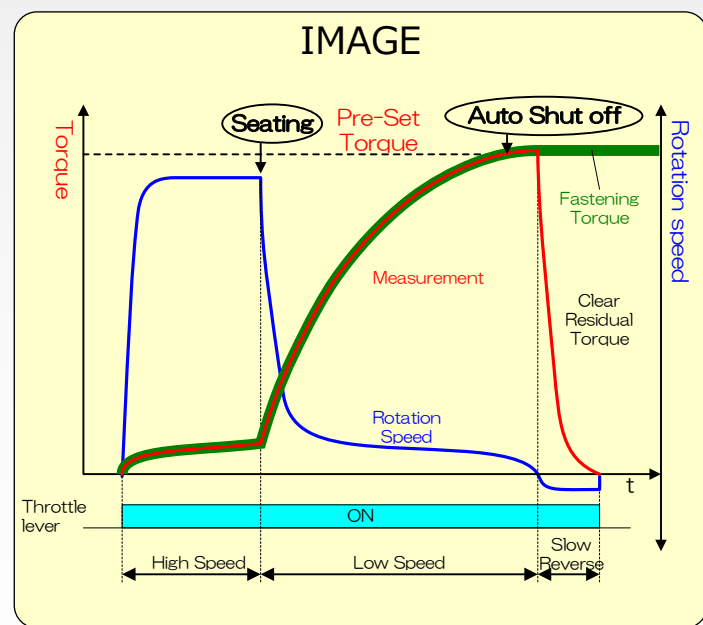 IMAGE
Seating
Pre-Set
Torque
Auto Shut off
Torque
Rotation speed
Fastening
Torque
Measurement
Clear
Residual
Torque
Rotation
Speed
t
Throttle
lever
ON
High Speed
Low Speed
Slow
Reverse